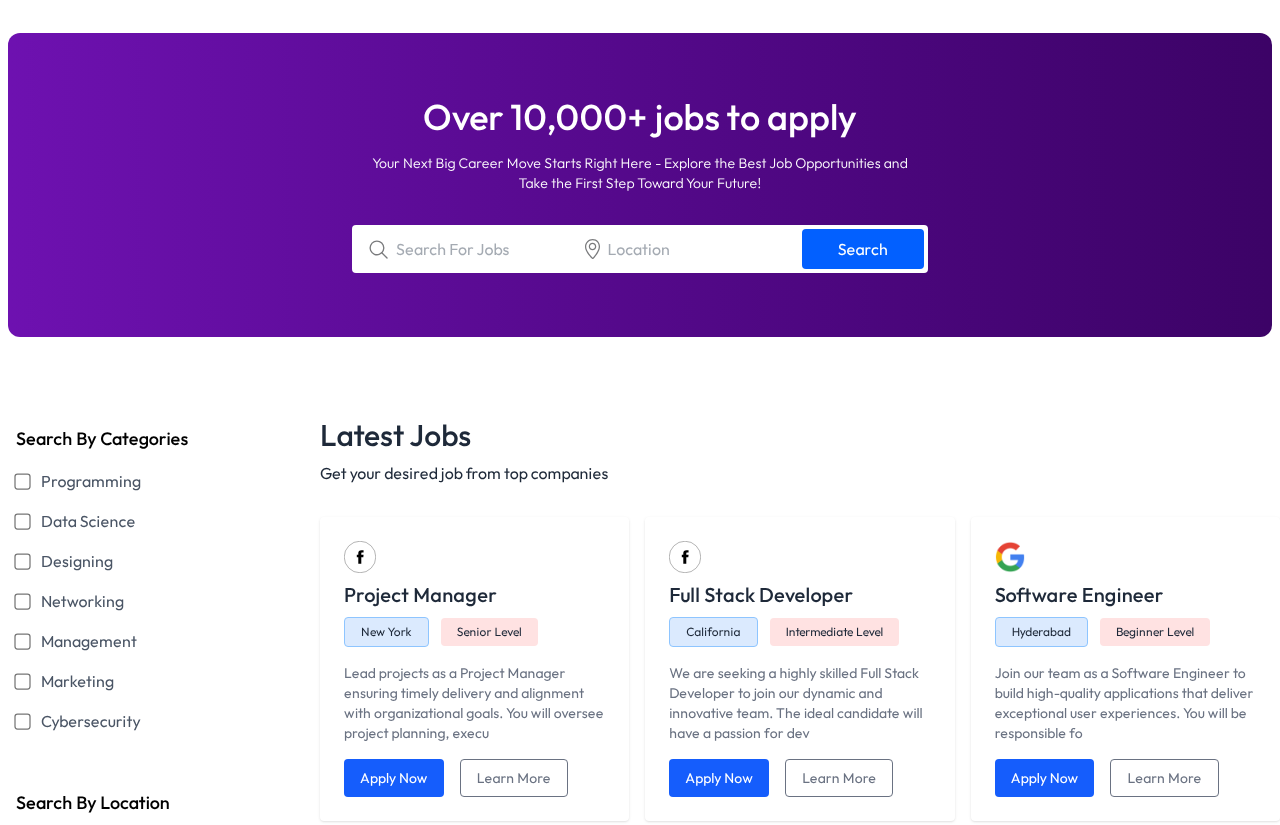 Over 10,000+ jobs to apply
Your Next Big Career Move Starts Right Here - Explore the Best Job Opportunities and
Take the First Step Toward Your Future!
Search For Jobs
Location
Search
Search By Categories
Programming
Data Science
Designing
Networking
Management
Marketing
Cybersecurity
Search By Location
Latest Jobs
Get your desired job from top companies
Project Manager
New York
Senior Level
Lead projects as a Project Manager
ensuring timely delivery and alignment
with organizational goals. You will oversee
project planning, execu
Apply Now
Learn More
Full Stack Developer
California
Intermediate Level
We are seeking a highly skilled Full Stack
Developer to join our dynamic and
innovative team. The ideal candidate will
have a passion for dev
Apply Now
Learn More
Software Engineer
Hyderabad
Beginner Level
Join our team as a Software Engineer to
build high-quality applications that deliver
exceptional user experiences. You will be
responsible fo
Apply Now
Learn More